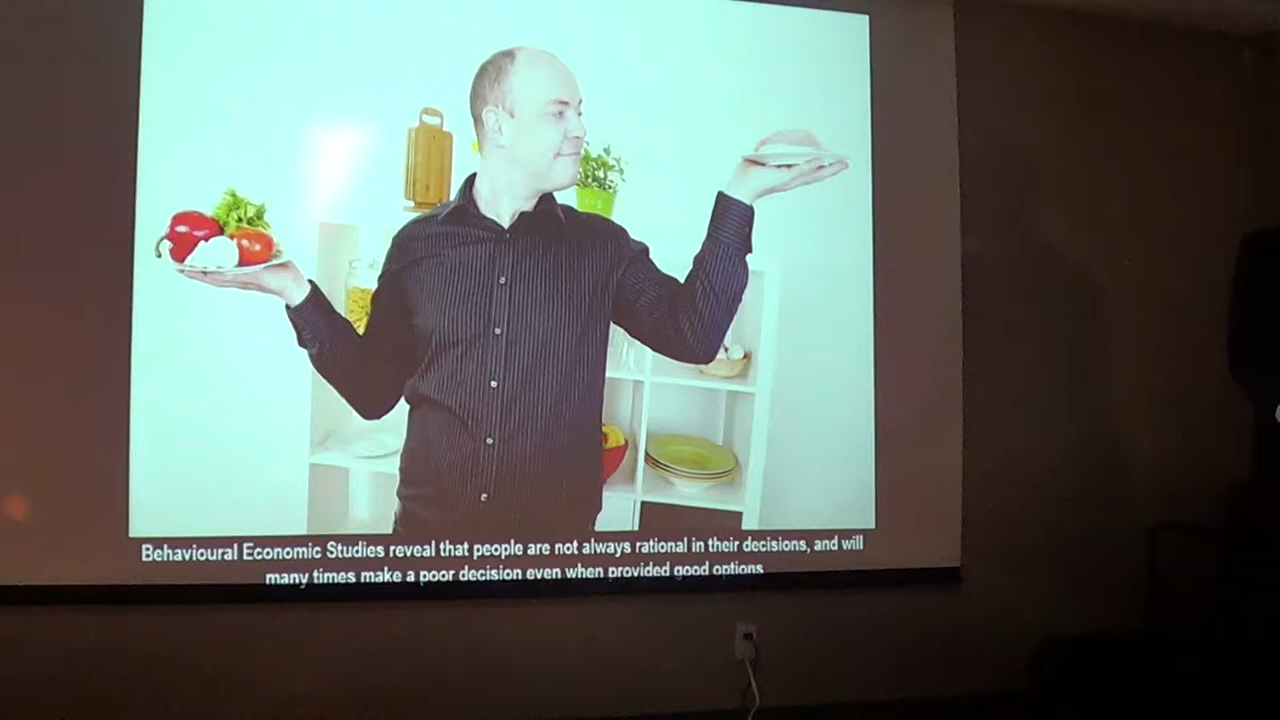 Behavioural Economic Studies reveal that people are not always rational in their decisions, and will
many times make a poor decision even when provided good options